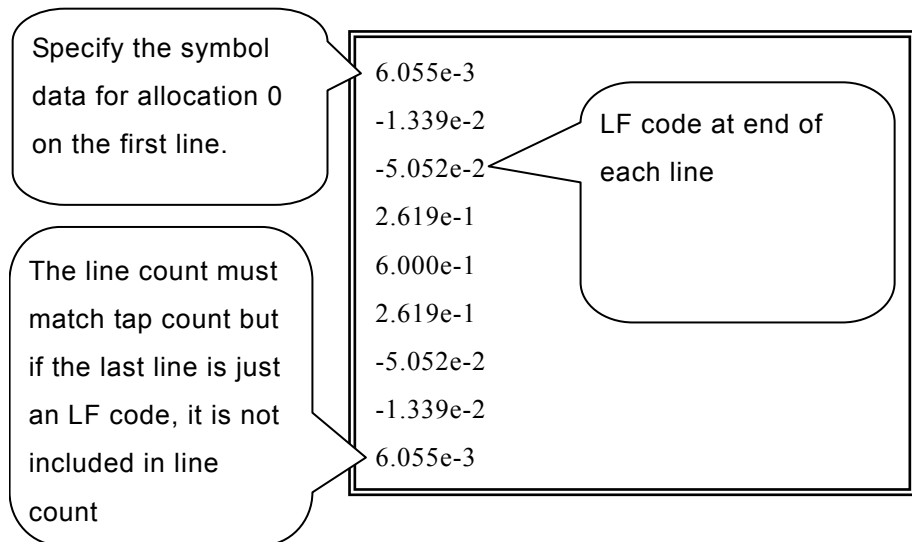 Specify the symbol
data for allocation 0
on the first line.
6.055e-3
-1.339e-2
-5.052e-2
2.619e-1
6.000e-1
2.619e-1
-5.052e-2
-1.339e-2
6.055e-3
LF code at end of
each line
The line count must
match tap count but
if the last line is just
an LF code, it is not
included in line
count